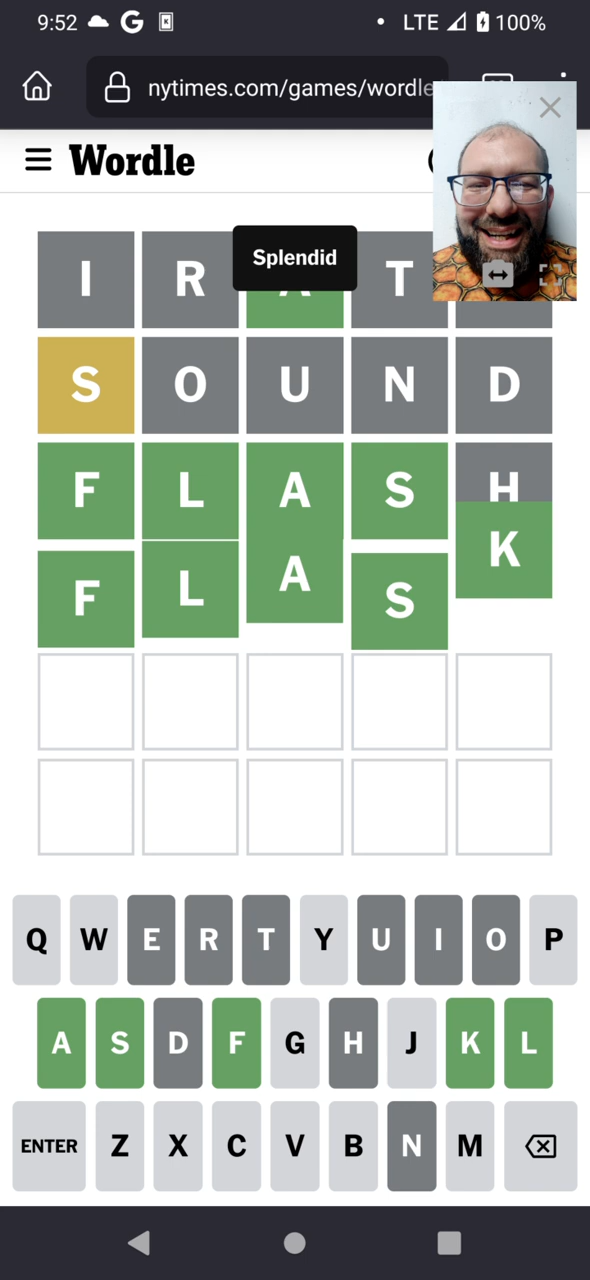 9:52 G LTE 100%
nytimes.com/games/wordle
Wordle
Splendid
I R A T
S O U N D
F L A S H
F L A S K
Q W E R T Y U I O P
A S D F G H J K L
ENTER Z X C V B N M